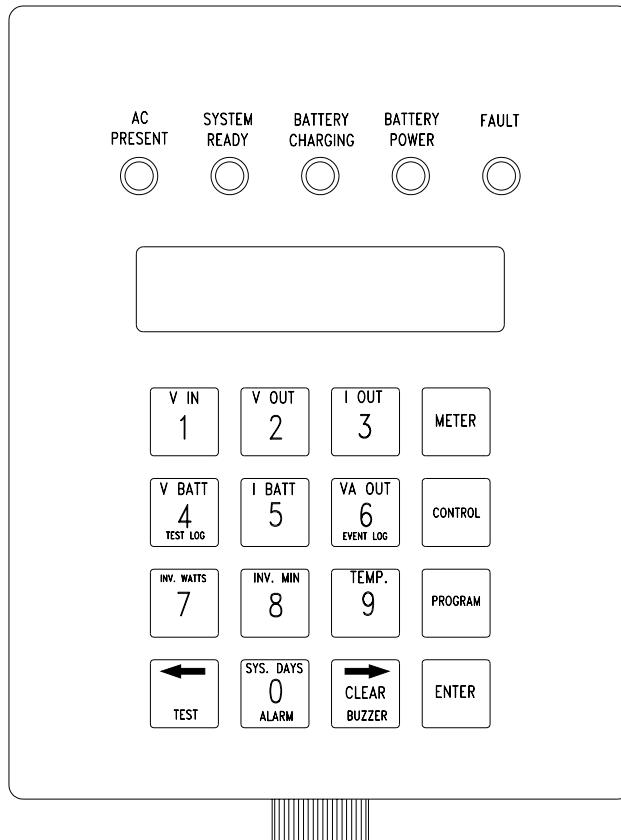 AC PRESENT
SYSTEM READY
BATTERY CHARGING
BATTERY POWER
FAULT
V IN
1
V OUT
2
I OUT
3
METER
V BATT
4
TEST LOG
I BATT
5
VA OUT
6
EVENT LOG
CONTROL
INV. WATTS
7
INV. MIN
8
TEMP.
9
PROGRAM
TEST
SYS. DAYS
0
ALARM
CLEAR
BUZZER
ENTER